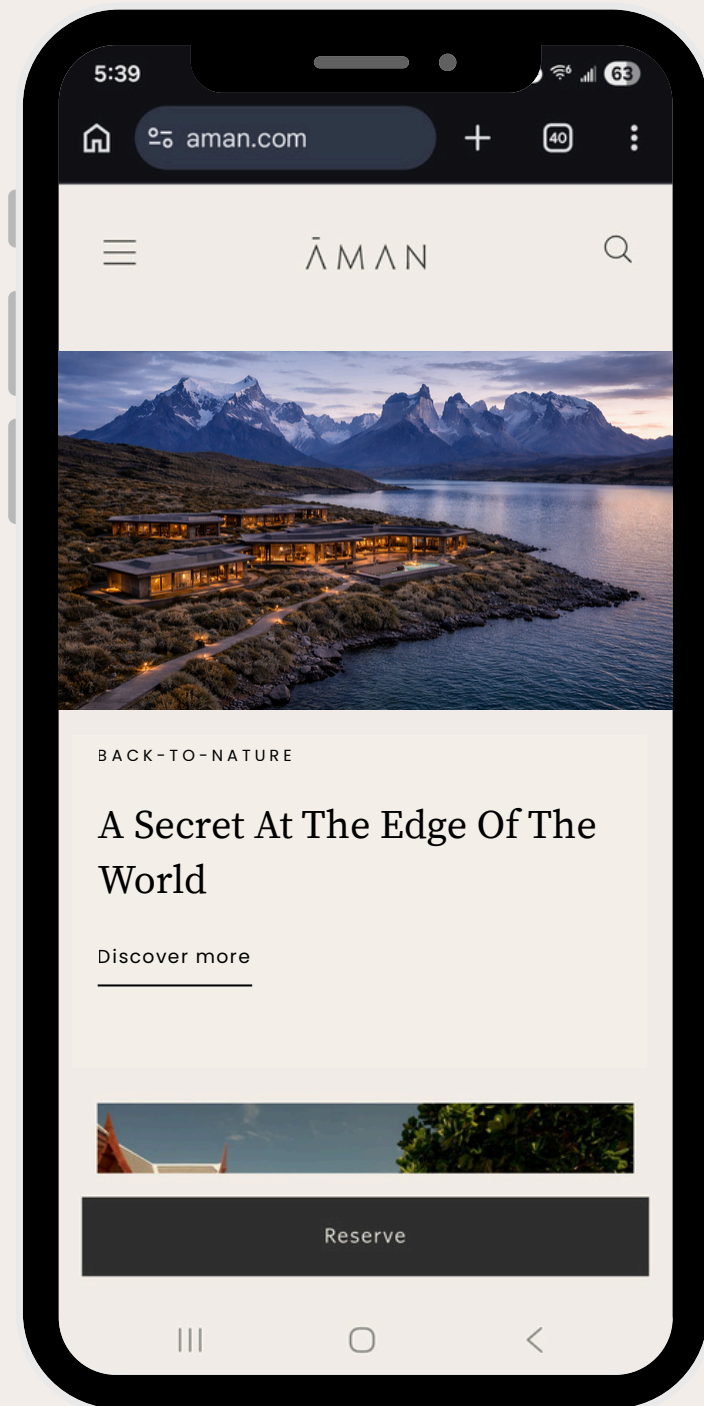 5:39
63
aman.com
40
ĀMAN
BACK-TO-NATURE
A Secret At The Edge Of The
World
Discover more
Reserve